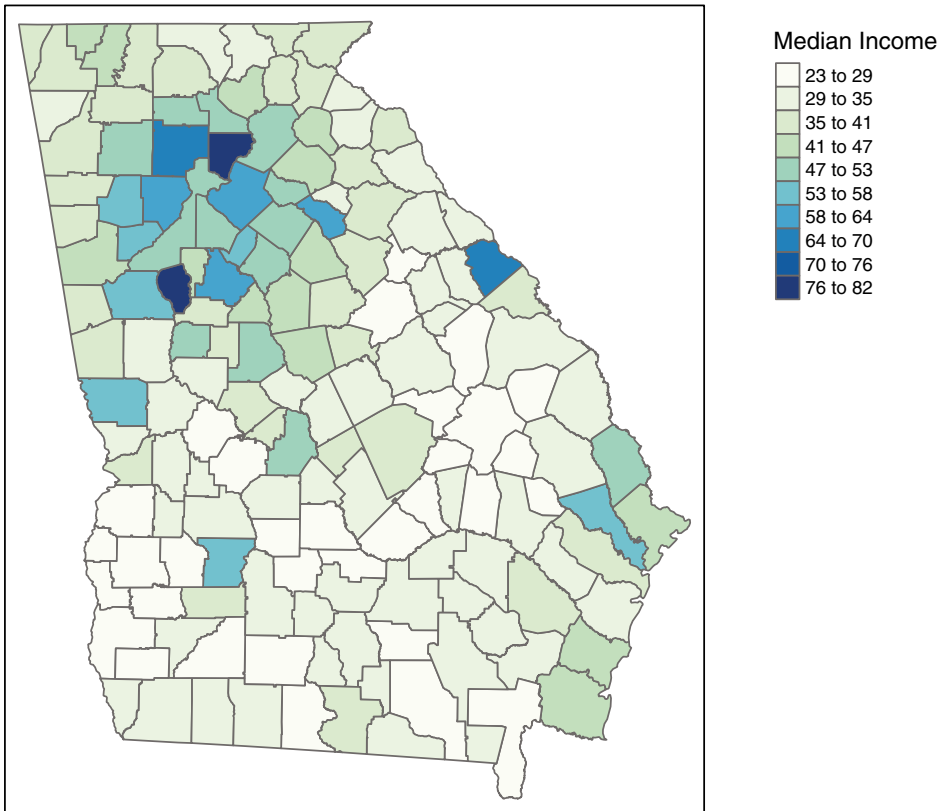 Median Income
23 to 29
29 to 35
35 to 41
41 to 47
47 to 53
53 to 58
58 to 64
64 to 70
70 to 76
76 to 82